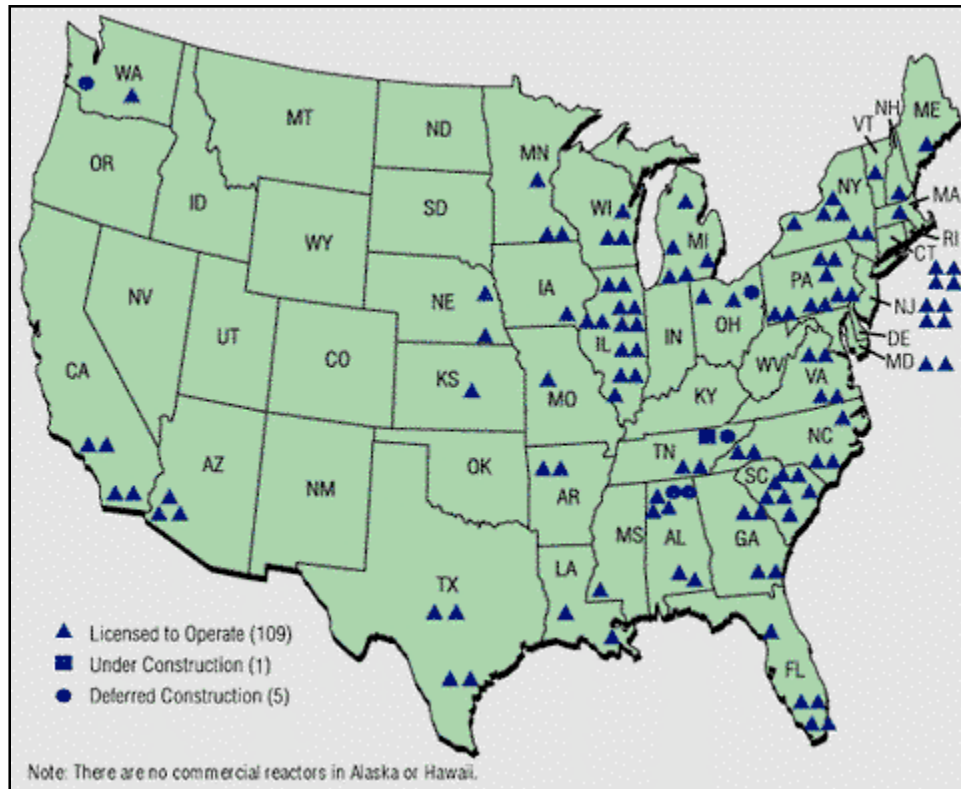 WA
MT
ND
MN
VT
NH
ME
OR
ID
SD
WI
MI
NY
MA
WY
RI
CT
NV
NE
IA
PA
NJ
UT
IL
IN
OH
DE
CA
CO
KS
MO
WV
MD
VA
KY
AZ
NM
OK
AR
TN
NC
SC
MS
AL
GA
TX
LA
FL
Licensed to Operate (109)
Under Construction (1)
Deferred Construction (5)
Note: There are no commercial reactors in Alaska or Hawaii.